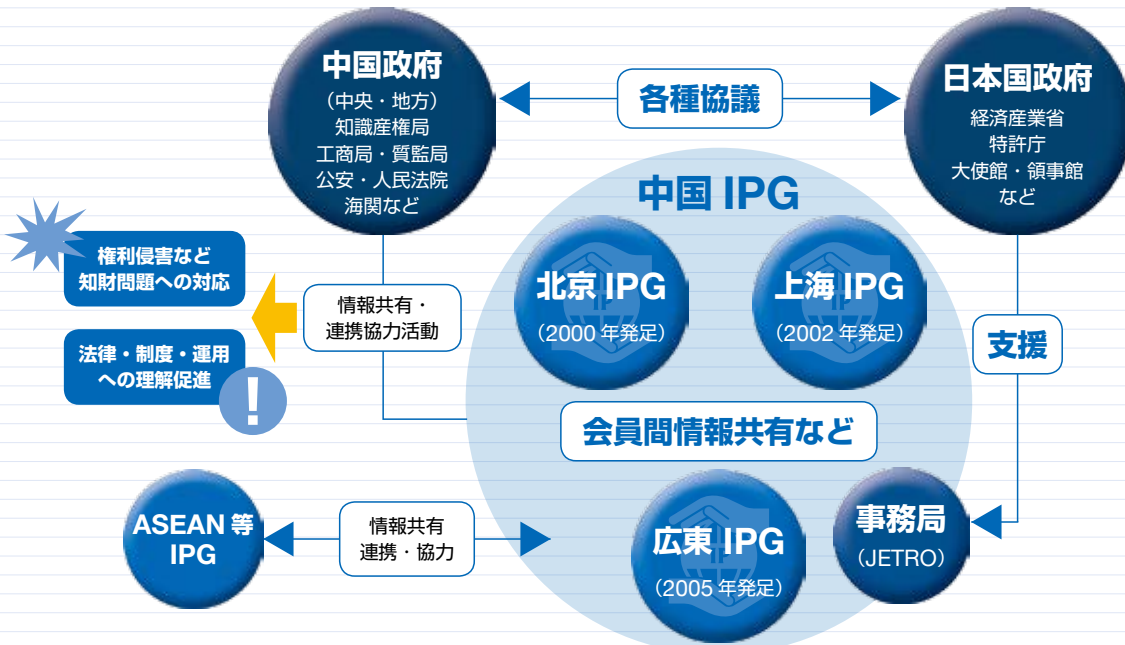 中国政府
（中央・地方）
知識産権局
工商局・質監局
公安・人民法院
海関など
各種協議
日本国政府
経済産業省
特許庁
大使館・領事館
など
中国 IPG
北京 IPG
（2000 年発足）
上海 IPG
（2002 年発足）
権利侵害など
知財問題への対応
情報共有・
連携協力活動
法律・制度・運用
への理解促進
!
支援
会員間情報共有など
ASEAN 等
IPG
情報共有
連携・協力
広東 IPG
（2005 年発足）
事務局
（JETRO）